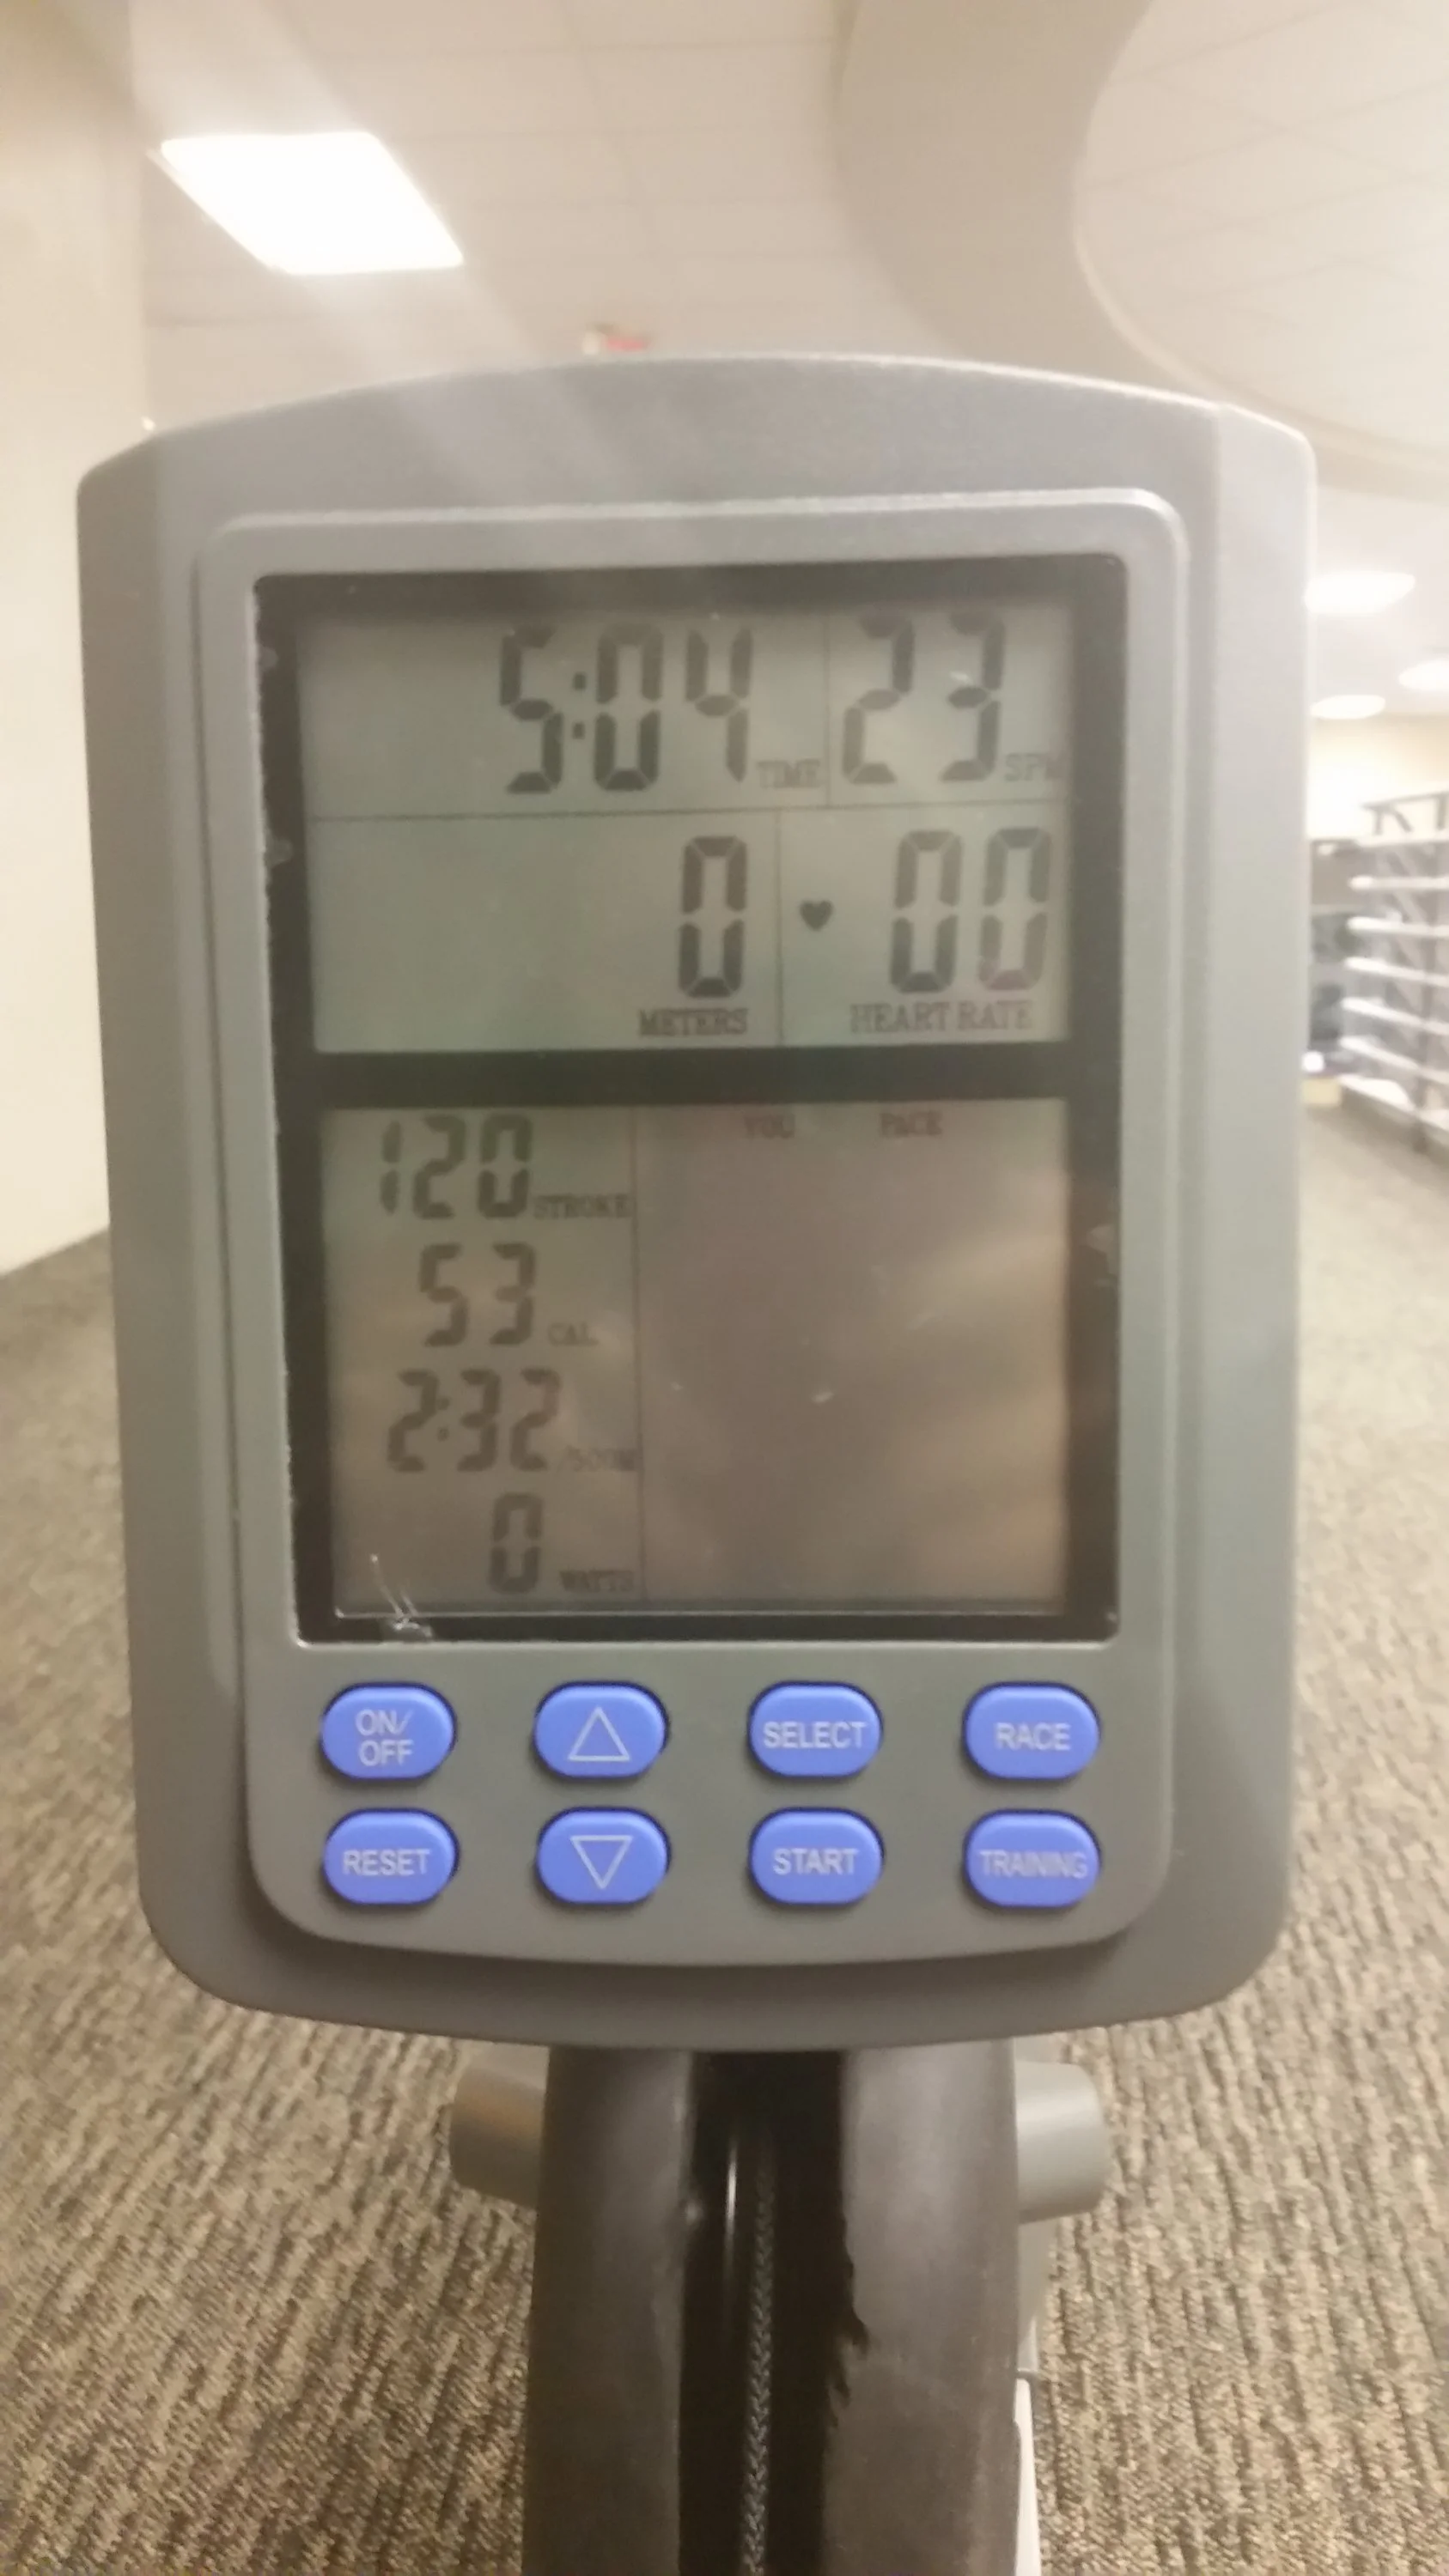 5:04 TIME 23 SPM
0 METERS ♥ 00 HEART RATE
YOU PACE
120 STROKE
53 CAL
2:32 /500M
0 WATTS
ON/OFF △ SELECT RACE
RESET ▽ START TRAINING